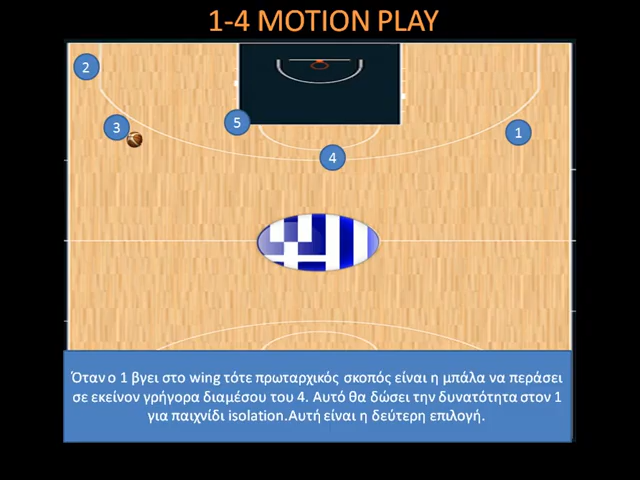 1-4 MOTION PLAY
2
3
5
1
4
Όταν ο 1 βγει στο wing τότε πρωταρχικός σκοπός είναι η μπάλα να περάσει
σε εκείνον γρήγορα διαμέσου του 4. Αυτό θα δώσει την δυνατότητα στον 1
για παιχνίδι isolation.Αυτή είναι η δεύτερη επιλογή.